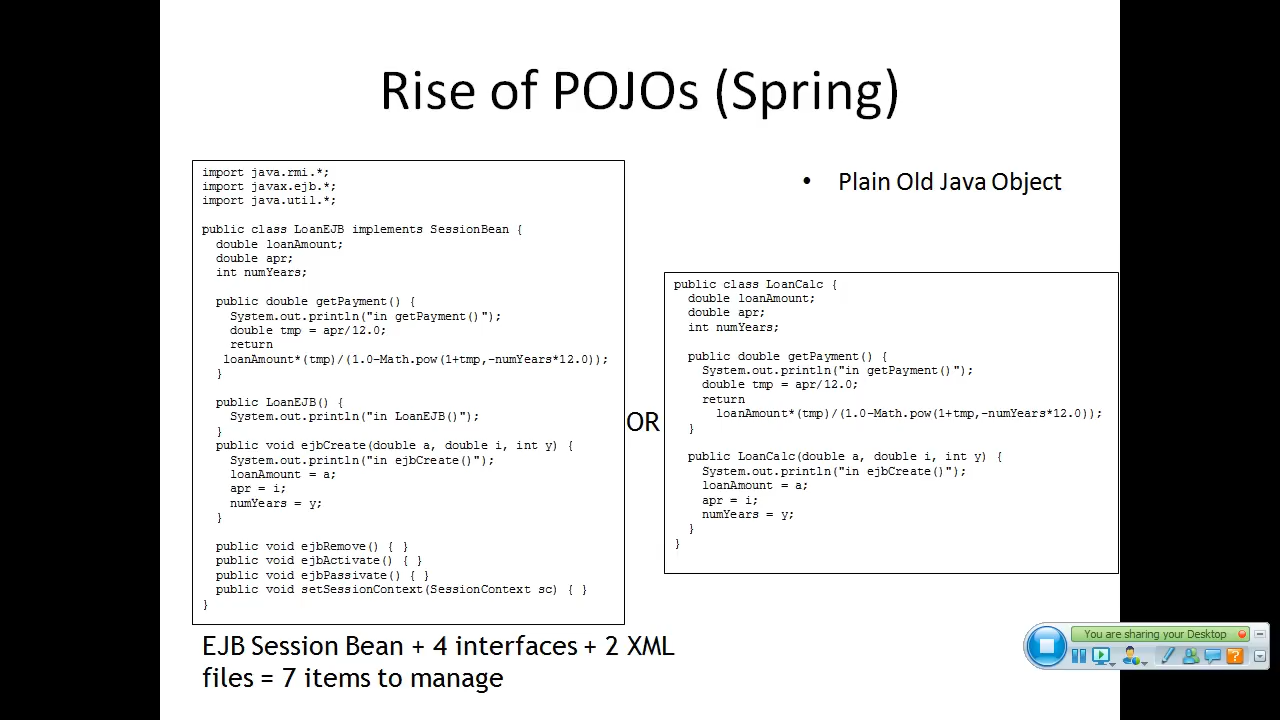 Rise of POJOs (Spring)
import java.rmi.*;
import javax.ejb.*;
import java.util.*;
public class LoanEJB implements SessionBean {
double loanAmount;
double apr;
int numYears;
public double getPayment() {
System.out.println("in getPayment()");
double tmp = apr/12.0;
return
loanAmount*(tmp)/(1.0-Math.pow(1+tmp,-numYears*12.0));
}
public LoanEJB() {
System.out.println("in LoanEJB()");
}
public void ejbCreate(double a, double i, int y) {
System.out.println("in ejbCreate()");
loanAmount = a;
apr = i;
numYears = y;
}
public void ejbRemove() { }
public void ejbActivate() { }
public void ejbPassivate() { }
public void setSessionContext(SessionContext sc) { }
}
EJB Session Bean + 4 interfaces + 2 XML
files = 7 items to manage
OR
• Plain Old Java Object
public class LoanCalc {
double loanAmount;
double apr;
int numYears;
public double getPayment() {
System.out.println("in getPayment()");
double tmp = apr/12.0;
return
loanAmount*(tmp)/(1.0-Math.pow(1+tmp,-numYears*12.0));
}
public LoanCalc(double a, double i, int y) {
System.out.println("in ejbCreate()");
loanAmount = a;
apr = i;
numYears = y;
}
}
You are sharing your Desktop